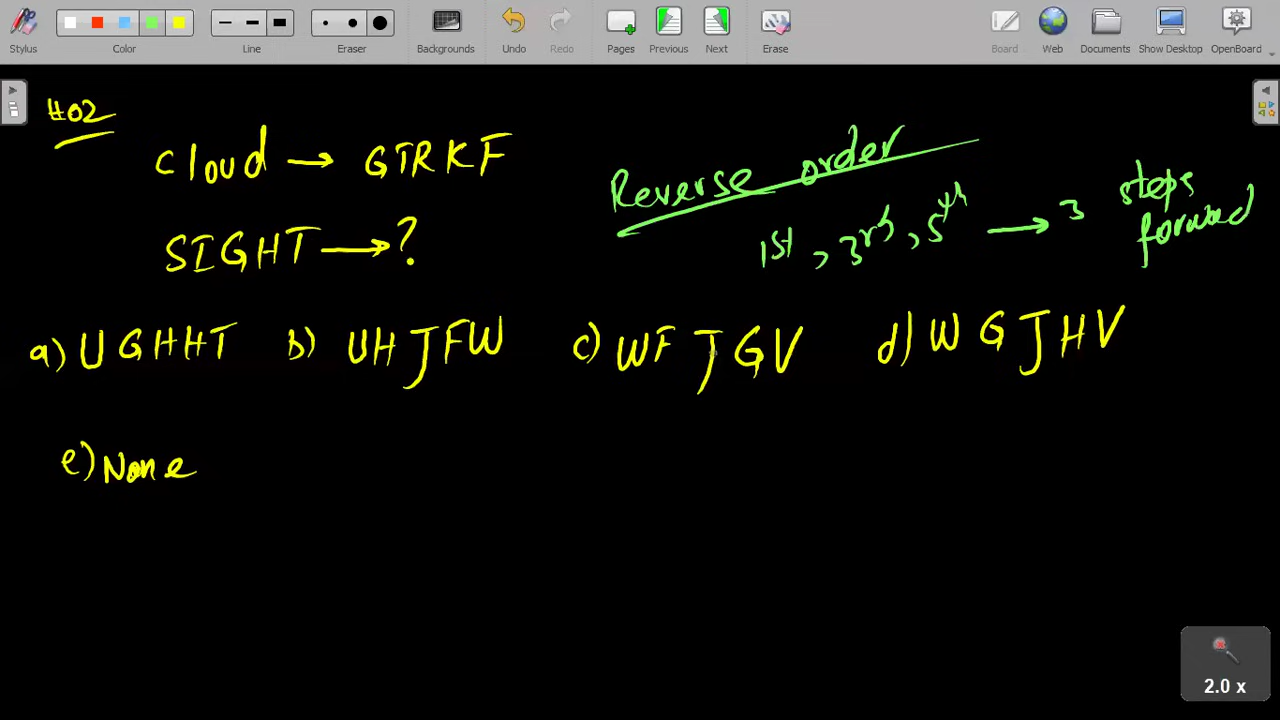 Stylus Color Line Eraser Backgrounds Undo Redo Pages Previous Next Erase Board Web Documents Show Desktop OpenBoard
#02
Cloud → GTRKF
SIGHT → ?
Reverse order
1st, 3rd, 5th → 3 steps forward
a) UGHHT b) UHJFW c) WFJGV d) WGJHV
e) None
2.0 x